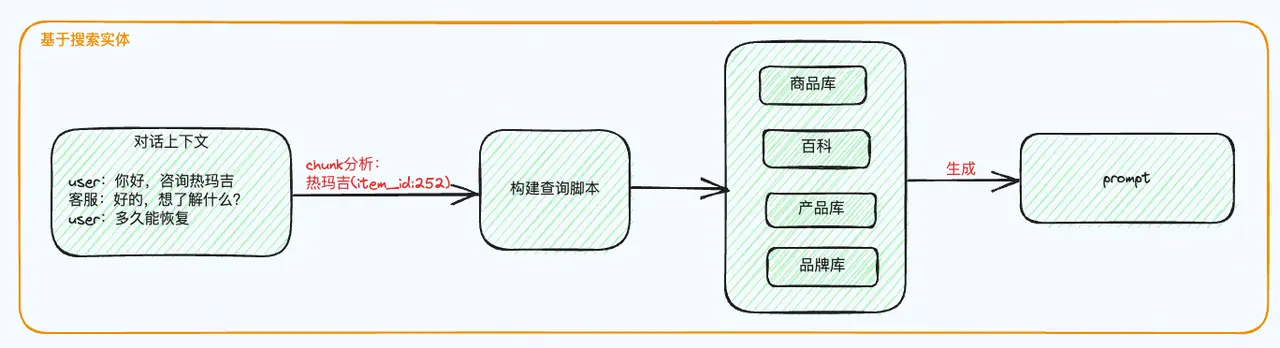 基于搜索实体
对话上下文
user：你好，咨询热玛吉
客服：好的，想了解什么？
user：多久能恢复
chunk分析：
热玛吉(item_id:252)
构建查询脚本
商品库
百科
产品库
品牌库
生成
prompt